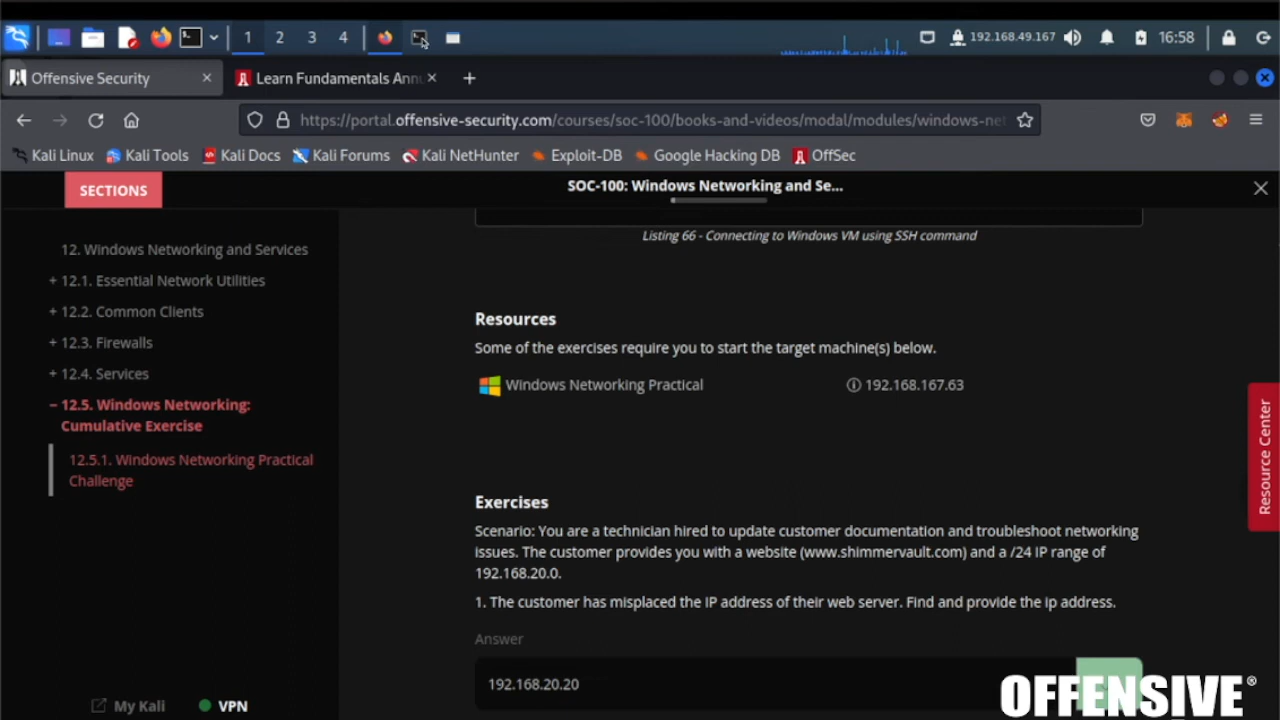 1 2 3 4 192.168.49.167 16:58
Offensive Security Learn Fundamentals Ann
https://portal.offensive-security.com/courses/soc-100/books-and-videos/modal/modules/windows-net
Kali Linux Kali Tools Kali Docs Kali Forums Kali NetHunter Exploit-DB Google Hacking DB OffSec
SECTIONS
SOC-100: Windows Networking and Se...
12. Windows Networking and Services
+ 12.1. Essential Network Utilities
+ 12.2. Common Clients
+ 12.3. Firewalls
+ 12.4. Services
− 12.5. Windows Networking:
Cumulative Exercise
12.5.1. Windows Networking Practical
Challenge
My Kali VPN
Listing 66 - Connecting to Windows VM using SSH command
Resources
Some of the exercises require you to start the target machine(s) below.
Windows Networking Practical 192.168.167.63
Exercises
Scenario: You are a technician hired to update customer documentation and troubleshoot networking
issues. The customer provides you with a website (www.shimmervault.com) and a /24 IP range of
192.168.20.0.
1. The customer has misplaced the IP address of their web server. Find and provide the ip address.
Answer
192.168.20.20
Resource Center
OFFENSIVE®